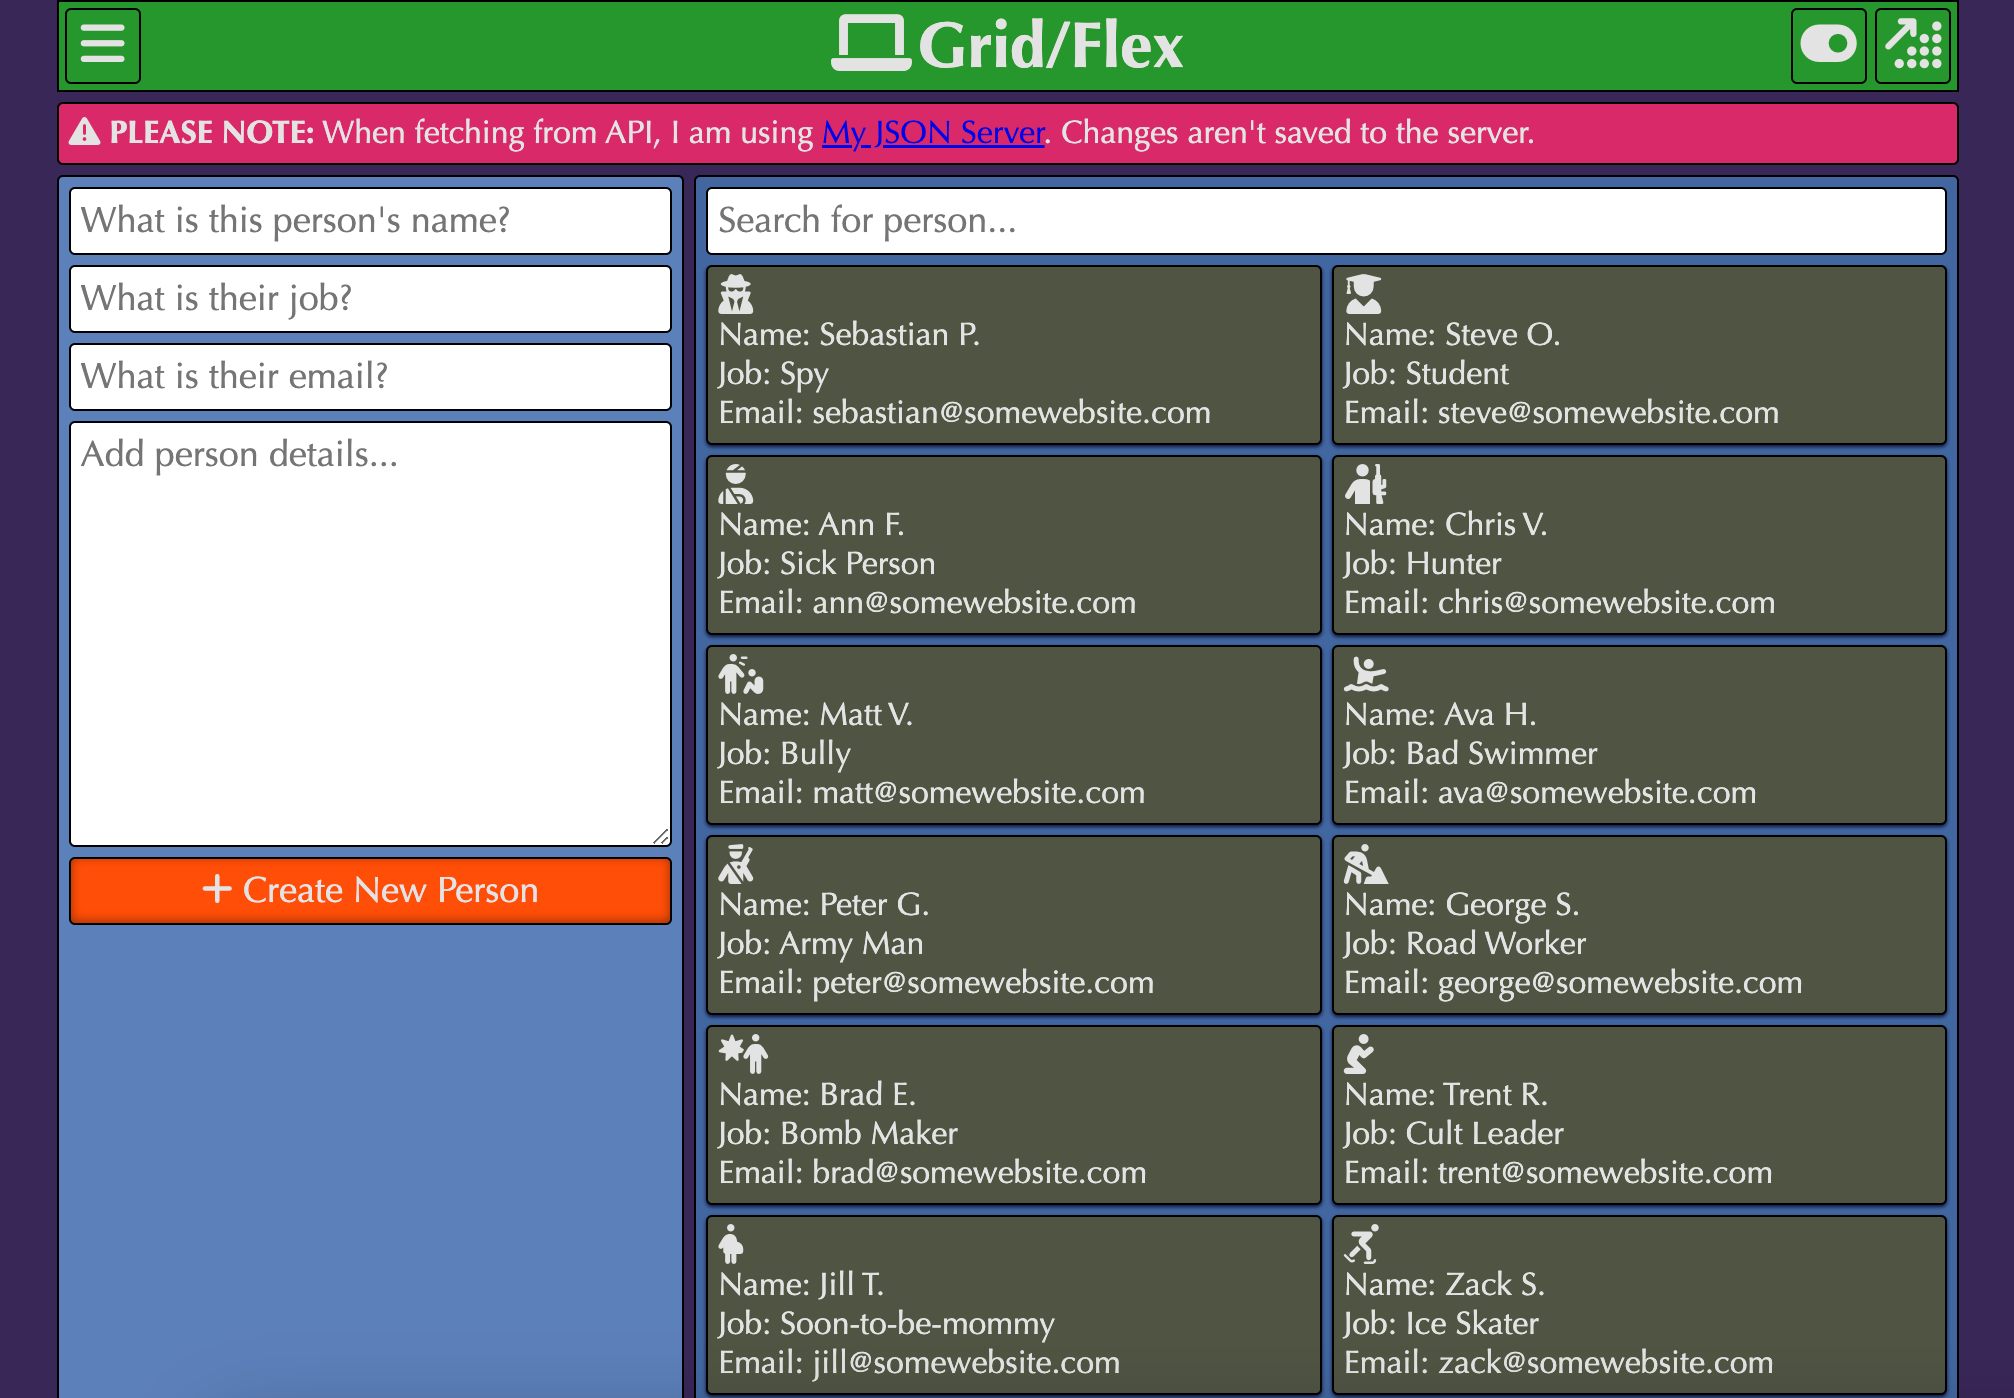 Grid/Flex
PLEASE NOTE: When fetching from API, I am using My JSON Server. Changes aren't saved to the server.
What is this person's name?
What is their job?
What is their email?
Add person details...
+ Create New Person
Search for person...
Name: Sebastian P.
Job: Spy
Email: sebastian@somewebsite.com
Name: Steve O.
Job: Student
Email: steve@somewebsite.com
Name: Ann F.
Job: Sick Person
Email: ann@somewebsite.com
Name: Chris V.
Job: Hunter
Email: chris@somewebsite.com
Name: Matt V.
Job: Bully
Email: matt@somewebsite.com
Name: Ava H.
Job: Bad Swimmer
Email: ava@somewebsite.com
Name: Peter G.
Job: Army Man
Email: peter@somewebsite.com
Name: George S.
Job: Road Worker
Email: george@somewebsite.com
Name: Brad E.
Job: Bomb Maker
Email: brad@somewebsite.com
Name: Trent R.
Job: Cult Leader
Email: trent@somewebsite.com
Name: Jill T.
Job: Soon-to-be-mommy
Email: jill@somewebsite.com
Name: Zack S.
Job: Ice Skater
Email: zack@somewebsite.com